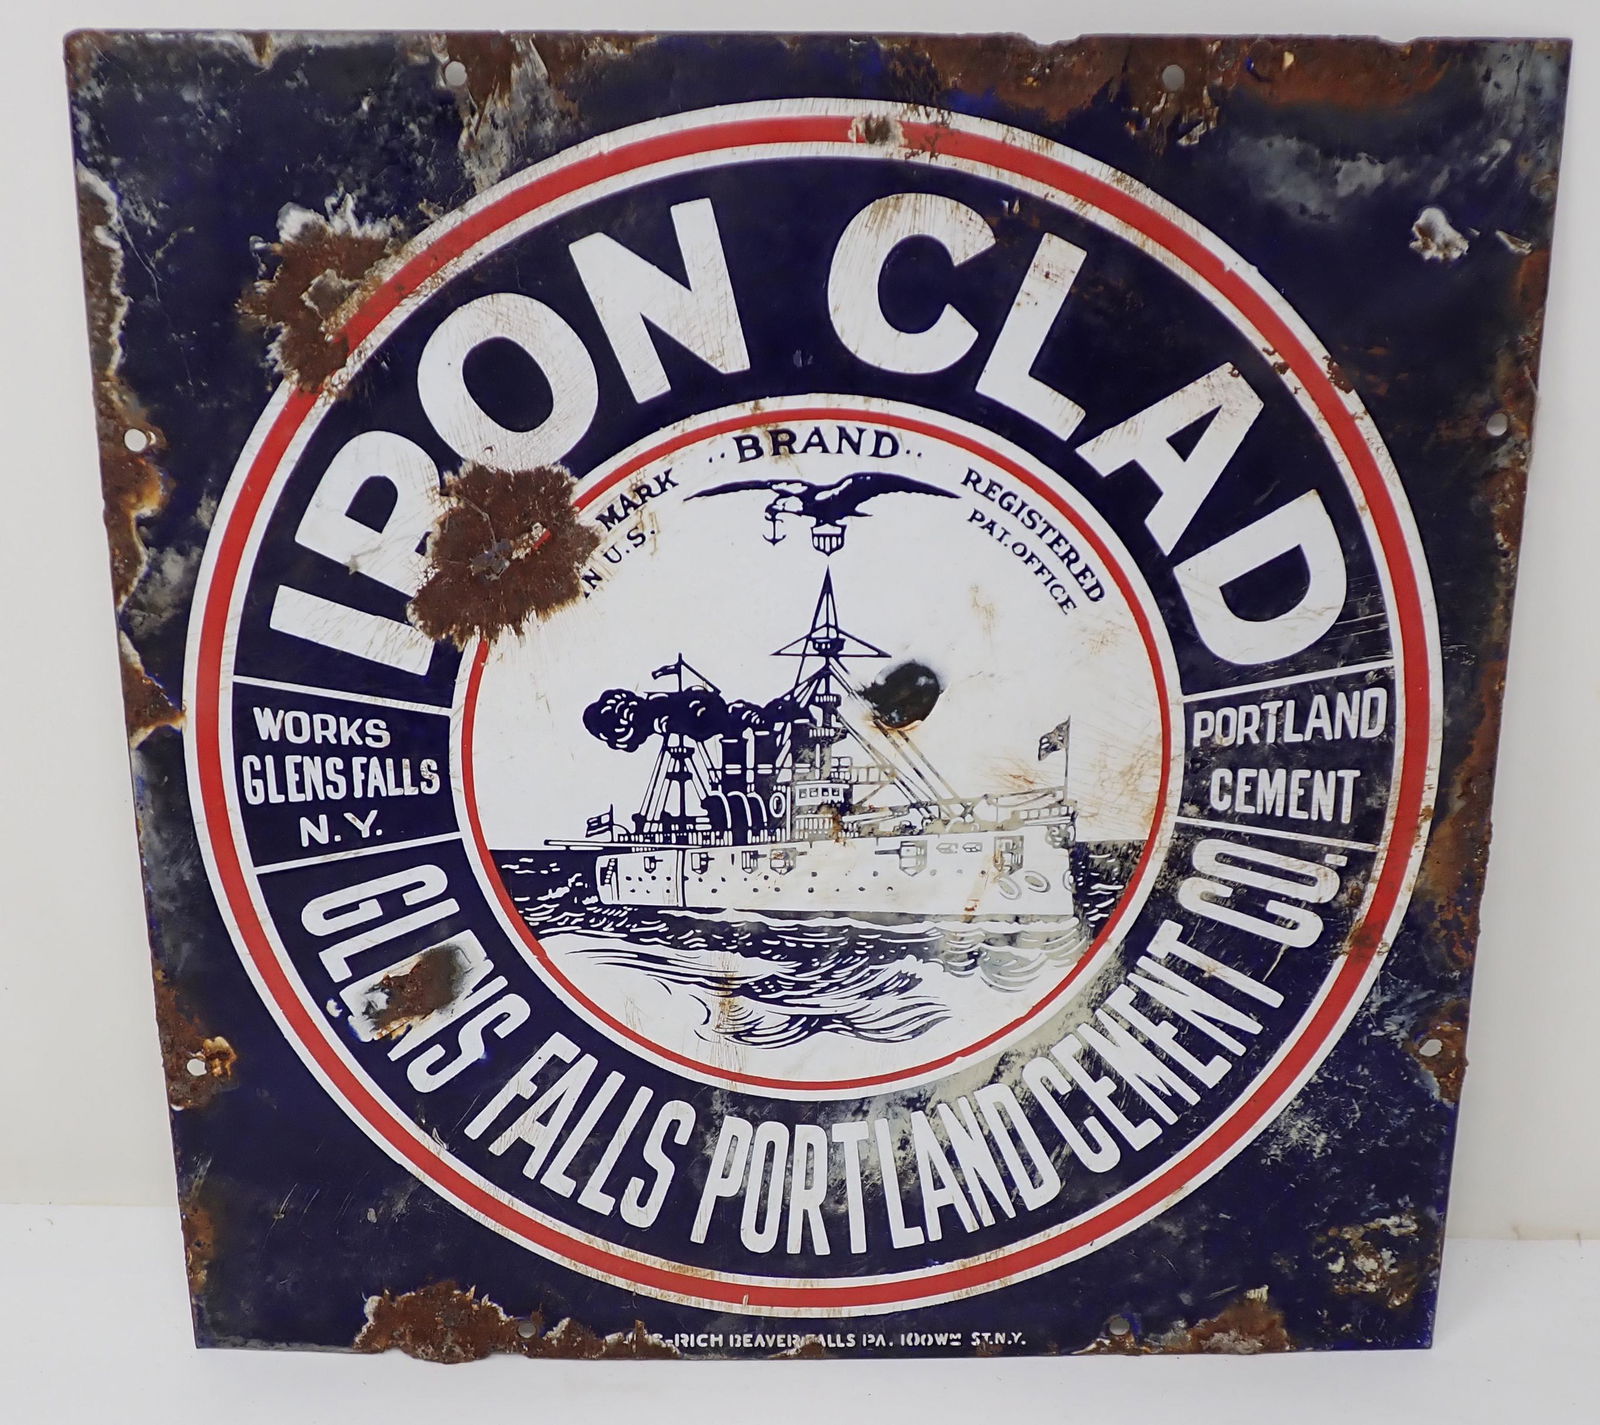 IRON CLAD
·· BRAND ··
MARK
IN U.S.
REGISTERED
PAT. OFFICE
WORKS
GLENS FALLS
N.Y.
PORTLAND
CEMENT
GLENS FALLS PORTLAND CEMENT CO.
-RICH BEAVER FALLS PA. 100 Wᴹ ST. N.Y.